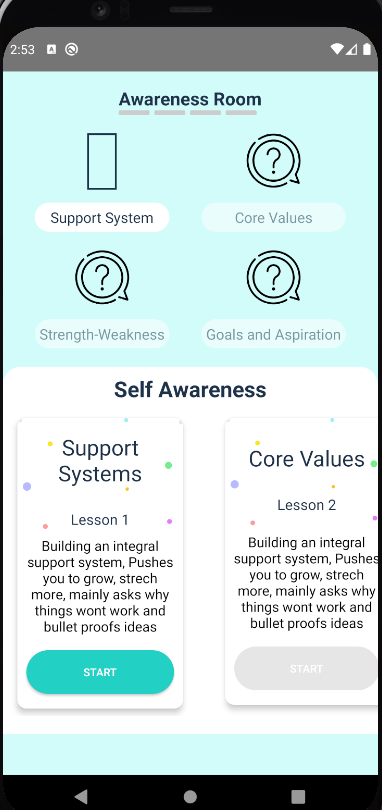 2:53
Awareness Room
Support System
Core Values
Strength-Weakness
Goals and Aspiration
Self Awareness
Support
Systems
Lesson 1
Building an integral
support system, Pushes
you to grow, strech
more, mainly asks why
things wont work and
bullet proofs ideas
START
Core Values
Lesson 2
Building an integral
support system, Pushes
you to grow, strech
more, mainly asks why
things wont work and
bullet proofs ideas
START